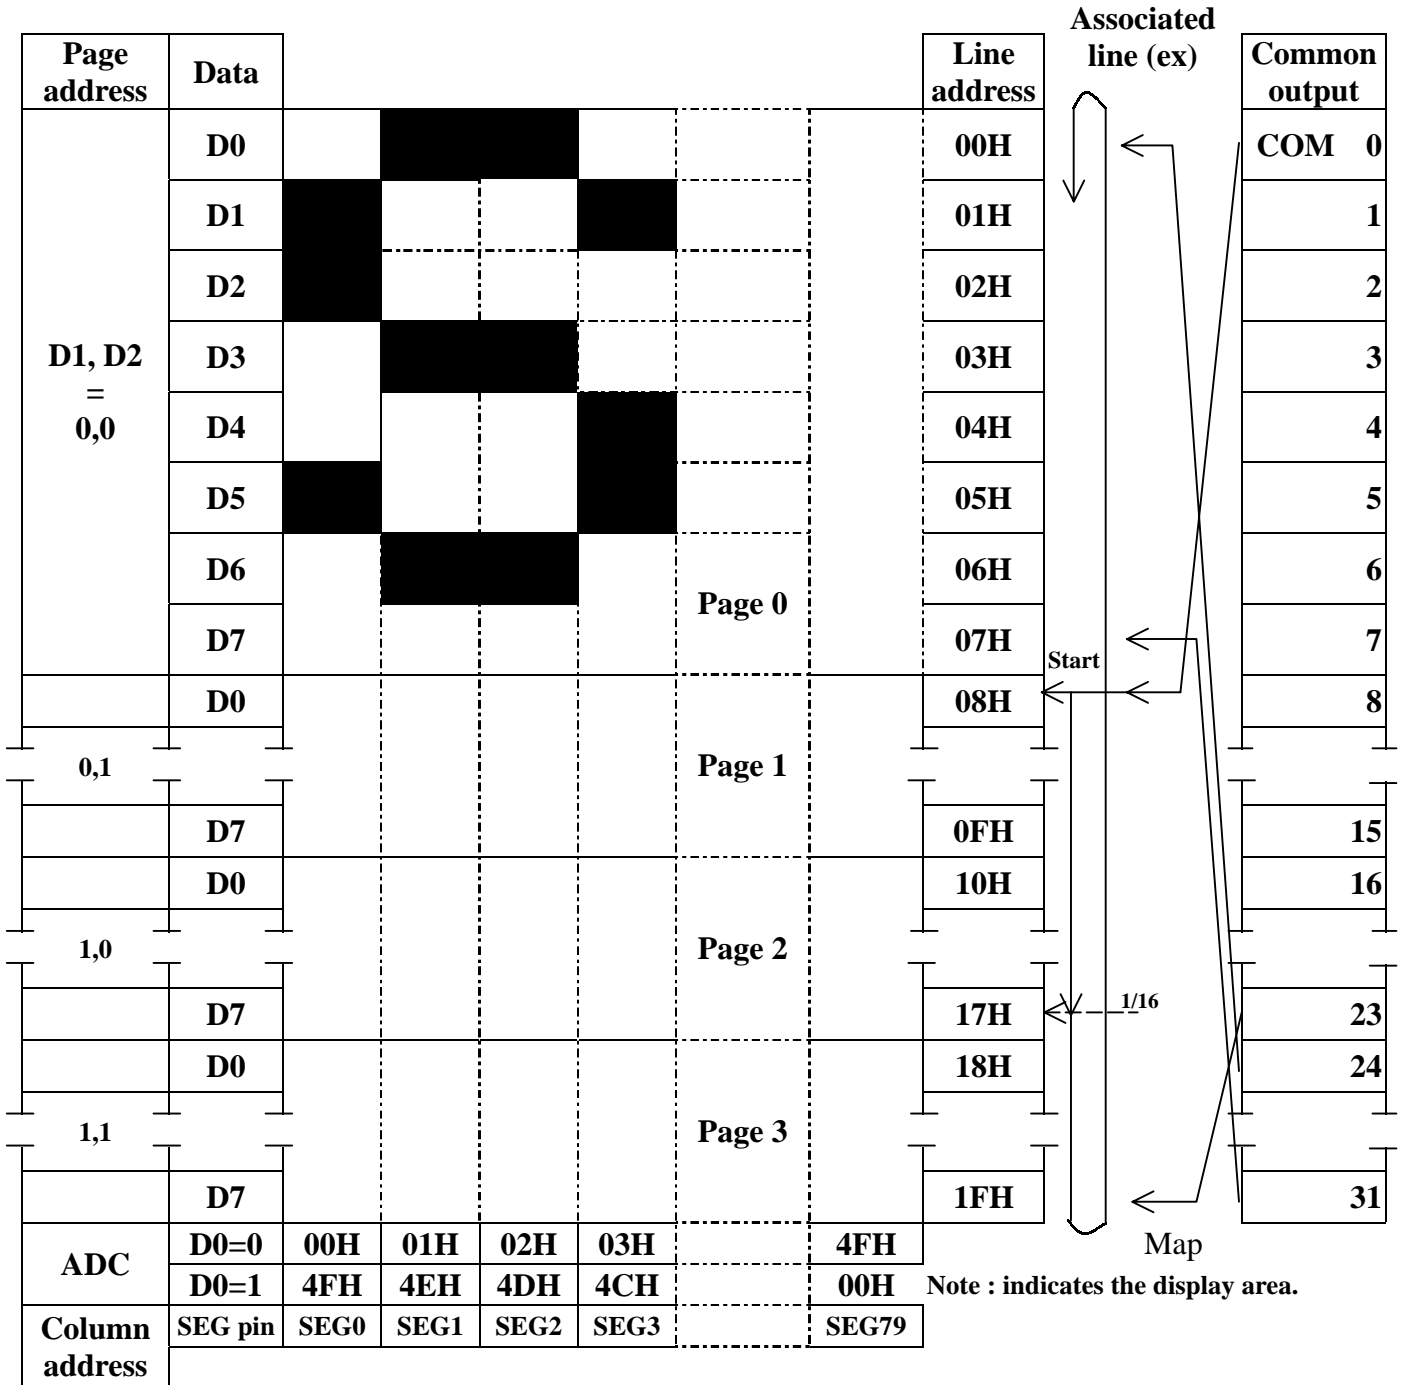 Associated
line (ex)
Page
address
Data
Line
address
Common
output
D0 00H COM 0
D1 01H 1
D2 02H 2
D1, D2
=
0,0
D3 03H 3
D4 04H 4
D5 05H 5
D6 06H 6
Page 0
D7 07H 7
Start
D0 08H 8
0,1 Page 1
D7 0FH 15
D0 10H 16
1,0 Page 2
D7 17H 1/16 23
D0 18H 24
1,1 Page 3
D7 1FH 31
Map
ADC
D0=0 00H 01H 02H 03H 4FH
D0=1 4FH 4EH 4DH 4CH 00H
Note : indicates the display area.
Column
address
SEG pin SEG0 SEG1 SEG2 SEG3 SEG79